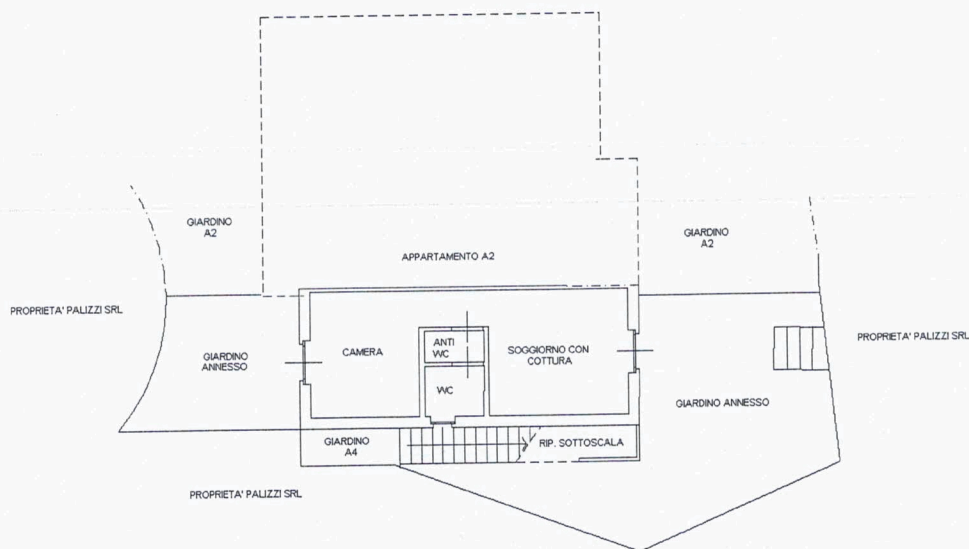 GIARDINO
A2
GIARDINO
A2
APPARTAMENTO A2
PROPRIETA' PALIZZI SRL
PROPRIETA' PALIZZI SRL
GIARDINO
ANNESSO
CAMERA
ANTI
WC
SOGGIORNO CON
COTTURA
WC
GIARDINO ANNESSO
GIARDINO
A4
RIP. SOTTOSCALA
PROPRIETA' PALIZZI SRL